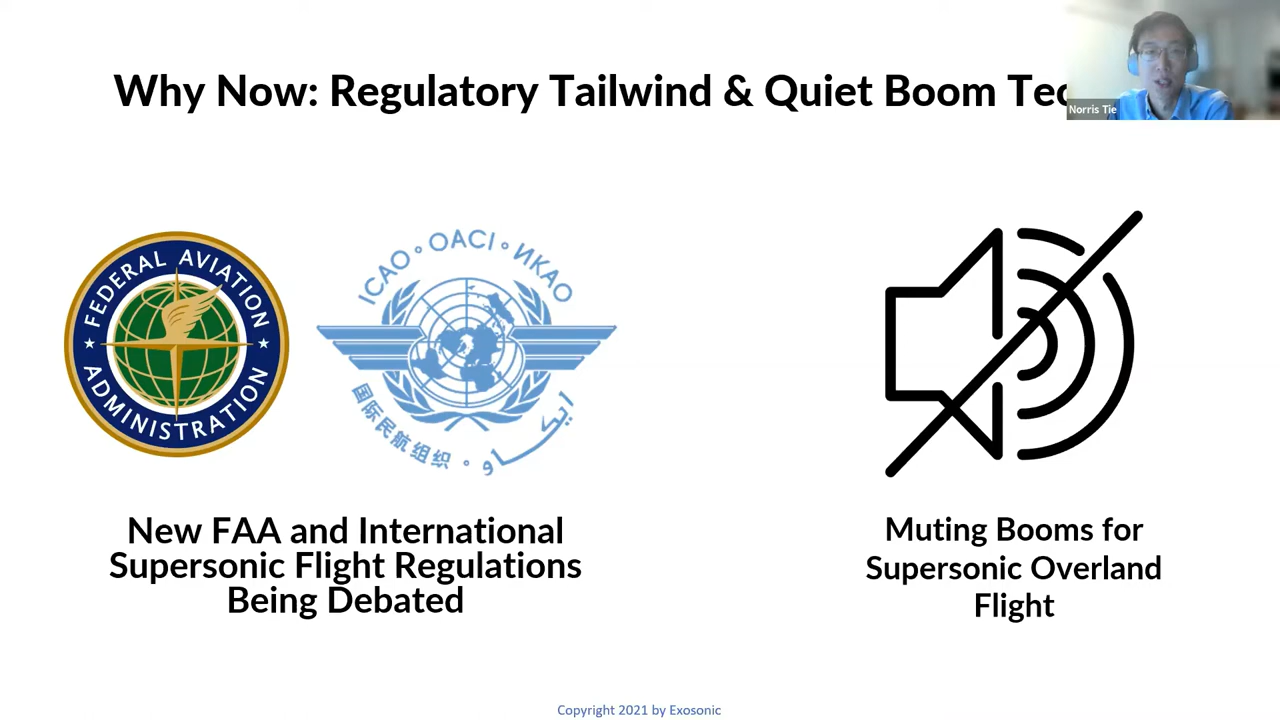 Why Now: Regulatory Tailwind & Quiet Boom
Norris Tie
FEDERAL AVIATION
ADMINISTRATION
ICAO • OACI • ИКАО
国际民航组织 • إيكاو
New FAA and International
Supersonic Flight Regulations
Being Debated
Muting Booms for
Supersonic Overland
Flight
Copyright 2021 by Exosonic